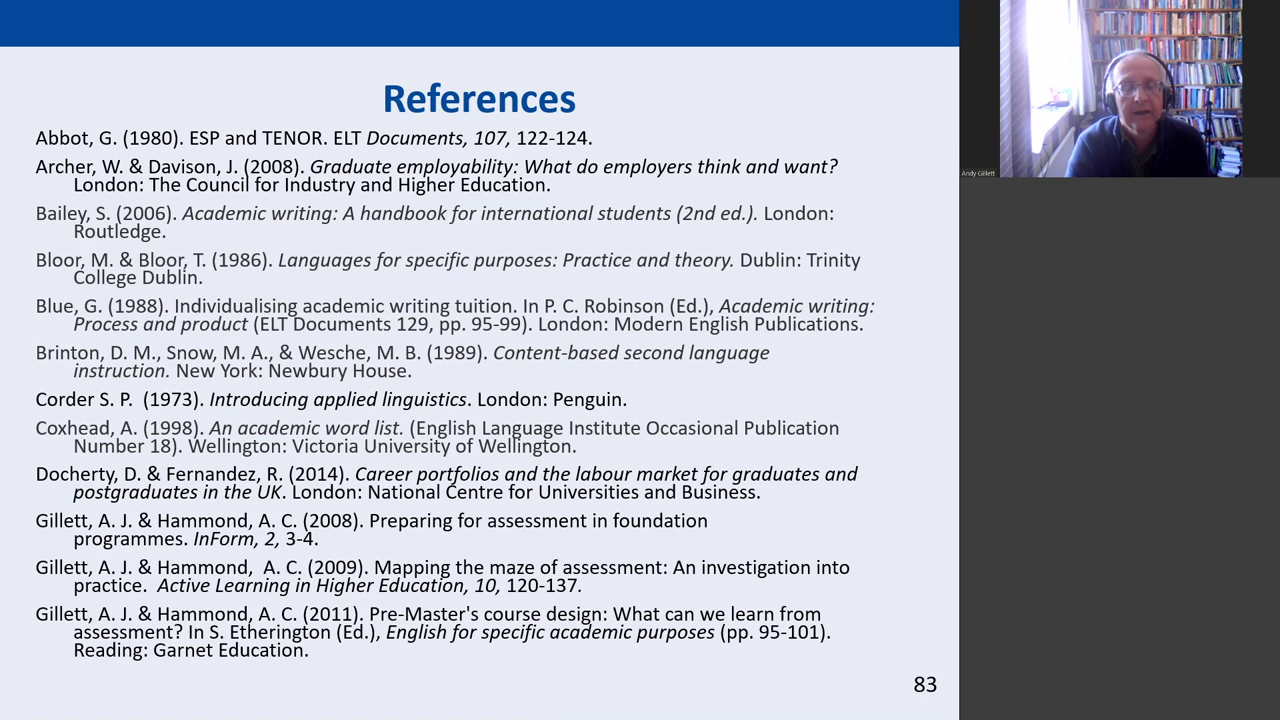 References
Abbot, G. (1980). ESP and TENOR. ELT Documents, 107, 122-124.
Archer, W. & Davison, J. (2008). Graduate employability: What do employers think and want?
London: The Council for Industry and Higher Education.
Bailey, S. (2006). Academic writing: A handbook for international students (2nd ed.). London:
Routledge.
Bloor, M. & Bloor, T. (1986). Languages for specific purposes: Practice and theory. Dublin: Trinity
College Dublin.
Blue, G. (1988). Individualising academic writing tuition. In P. C. Robinson (Ed.), Academic writing:
Process and product (ELT Documents 129, pp. 95-99). London: Modern English Publications.
Brinton, D. M., Snow, M. A., & Wesche, M. B. (1989). Content-based second language
instruction. New York: Newbury House.
Corder S. P. (1973). Introducing applied linguistics. London: Penguin.
Coxhead, A. (1998). An academic word list. (English Language Institute Occasional Publication
Number 18). Wellington: Victoria University of Wellington.
Docherty, D. & Fernandez, R. (2014). Career portfolios and the labour market for graduates and
postgraduates in the UK. London: National Centre for Universities and Business.
Gillett, A. J. & Hammond, A. C. (2008). Preparing for assessment in foundation
programmes. InForm, 2, 3-4.
Gillett, A. J. & Hammond, A. C. (2009). Mapping the maze of assessment: An investigation into
practice. Active Learning in Higher Education, 10, 120-137.
Gillett, A. J. & Hammond, A. C. (2011). Pre-Master's course design: What can we learn from
assessment? In S. Etherington (Ed.), English for specific academic purposes (pp. 95-101).
Reading: Garnet Education.
83
Andy Gillett